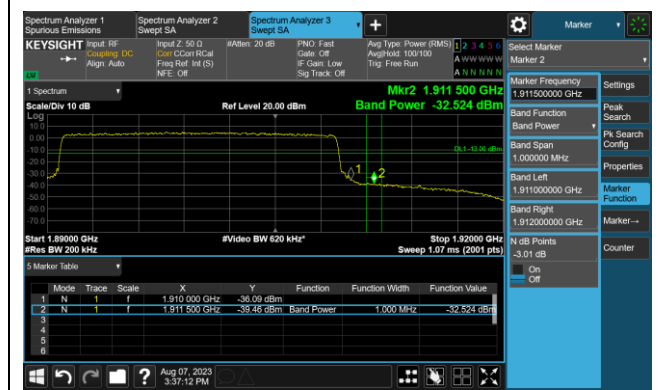 Spectrum Analyzer 1
Spurious Emissions
Spectrum Analyzer 2
Swept SA
Spectrum Analyzer 3
Swept SA
Marker
KEYSIGHT
Input: RF
Coupling: DC
Align: Auto
Input Z: 50 Ω
Corr CCorr RCal
Freq Ref: Int (S)
NFE: Off
#Atten: 20 dB
PNO: Fast
Gate: Off
IF Gain: Low
Sig Track: Off
Avg Type: Power (RMS)
Avg|Hold: 100/100
Trig: Free Run
1 2 3 4 5 6
A W W W W W
A N N N N N
LXI
1 Spectrum
Scale/Div 10 dB
Ref Level 20.00 dBm
Mkr2 1.911 500 GHz
Band Power -32.524 dBm
Log
10.0
0.00
-10.0
-20.0
-30.0
-40.0
-50.0
-60.0
-70.0
DL1 -13.00 dBm
1
2
Start 1.89000 GHz
#Video BW 620 kHz*
Stop 1.92000 GHz
#Res BW 200 kHz
Sweep 1.07 ms (2001 pts)
5 Marker Table
Mode Trace Scale X Y Function Function Width Function Value
1 N 1 f 1.910 000 GHz -36.09 dBm
2 N 1 f 1.911 500 GHz -39.46 dBm Band Power 1.000 MHz -32.524 dBm
3
4
5
6
Aug 07, 2023
3:37:12 PM
Select Marker
Marker 2
Marker Frequency
1.911500000 GHz
Band Function
Band Power
Band Span
1.000000 MHz
Band Left
1.911000000 GHz
Band Right
1.912000000 GHz
N dB Points
-3.01 dB
On
Off
Settings
Peak
Search
Pk Search
Config
Properties
Marker
Function
Marker→
Counter